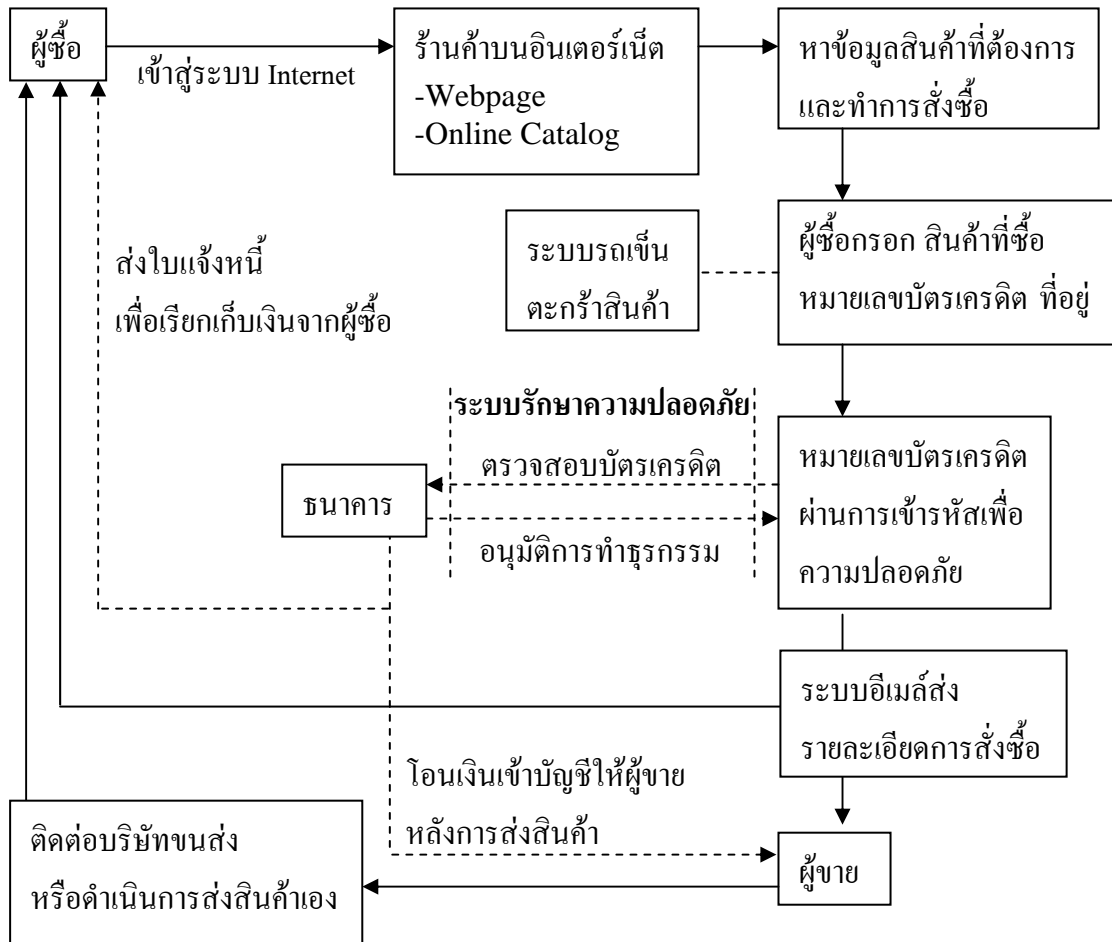 ผู้ซื้อ
เข้าสู่ระบบ Internet
ร้านค้าบนอินเตอร์เน็ต
-Webpage
-Online Catalog
หาข้อมูลสินค้าที่ต้องการ
และทำการสั่งซื้อ
ส่งใบแจ้งหนี้
เพื่อเรียกเก็บเงินจากผู้ซื้อ
ระบบรถเข็น
ตะกร้าสินค้า
ผู้ซื้อกรอก สินค้าที่ซื้อ
หมายเลขบัตรเครดิต ที่อยู่
ระบบรักษาความปลอดภัย
ตรวจสอบบัตรเครดิต
ธนาคาร
อนุมัติการทำธุรกรรม
หมายเลขบัตรเครดิต
ผ่านการเข้ารหัสเพื่อ
ความปลอดภัย
ระบบอีเมล์ส่ง
รายละเอียดการสั่งซื้อ
โอนเงินเข้าบัญชีให้ผู้ขาย
หลังการส่งสินค้า
ผู้ขาย
ติดต่อบริษัทขนส่ง
หรือดำเนินการส่งสินค้าเอง